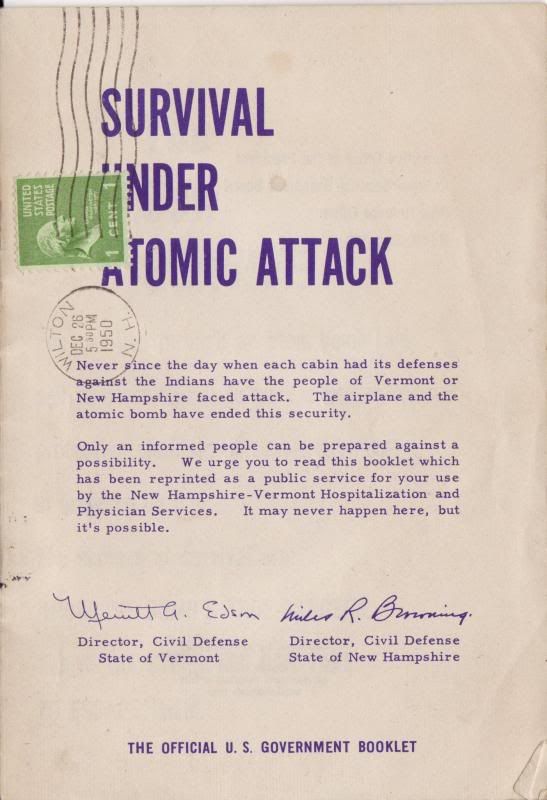 SURVIVAL
UNDER
ATOMIC ATTACK
UNITED
STATES
POSTAGE
1 CENT 1
WILTON
N. H.
DEC 26
5 30 PM
1950
Never since the day when each cabin had its defenses
against the Indians have the people of Vermont or
New Hampshire faced attack. The airplane and the
atomic bomb have ended this security.
Only an informed people can be prepared against a
possibility. We urge you to read this booklet which
has been reprinted as a public service for your use
by the New Hampshire-Vermont Hospitalization and
Physician Services. It may never happen here, but
it's possible.
Merritt A. Edson
Miles R. Browning.
Director, Civil Defense
State of Vermont
Director, Civil Defense
State of New Hampshire
THE OFFICIAL U. S. GOVERNMENT BOOKLET